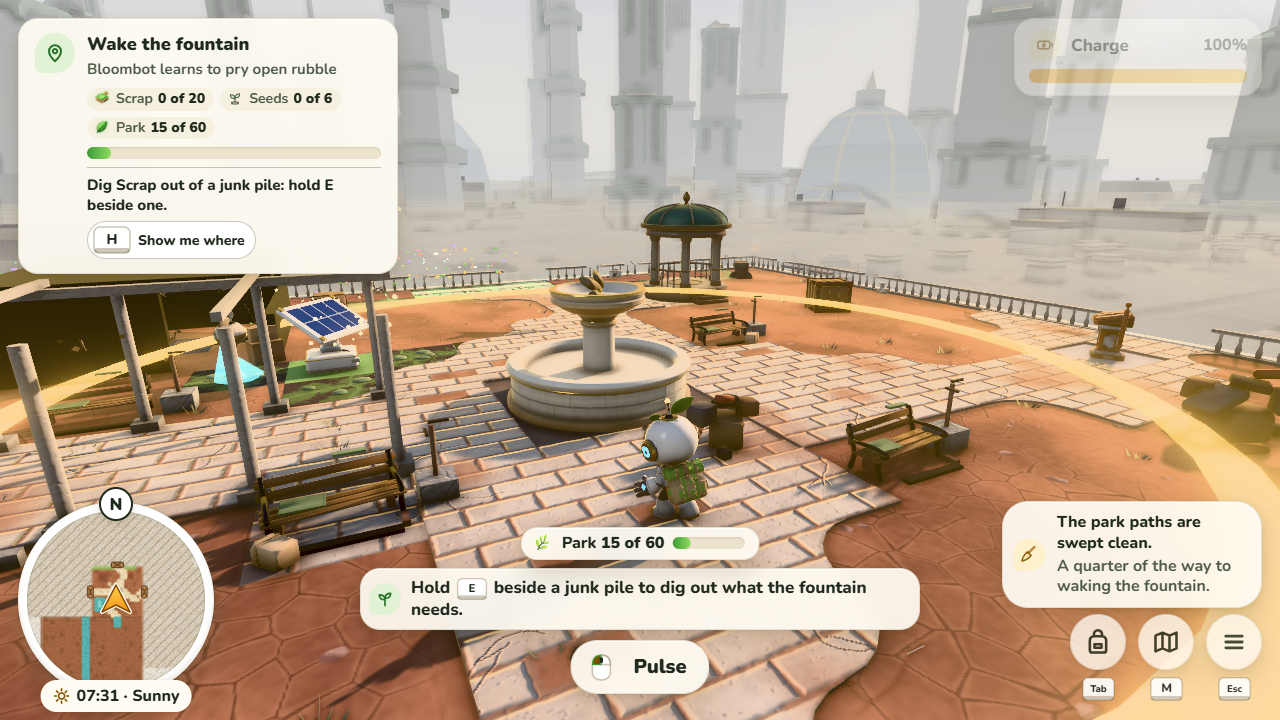 Wake the fountain
Bloombot learns to pry open rubble
Scrap 0 of 20
Seeds 0 of 6
Park 15 of 60
Dig Scrap out of a junk pile: hold E
beside one.
H Show me where
Charge 100%
N
07:31 · Sunny
Park 15 of 60
Hold E beside a junk pile to dig out what the fountain
needs.
Pulse
The park paths are
swept clean.
A quarter of the way to
waking the fountain.
Tab
M
Esc